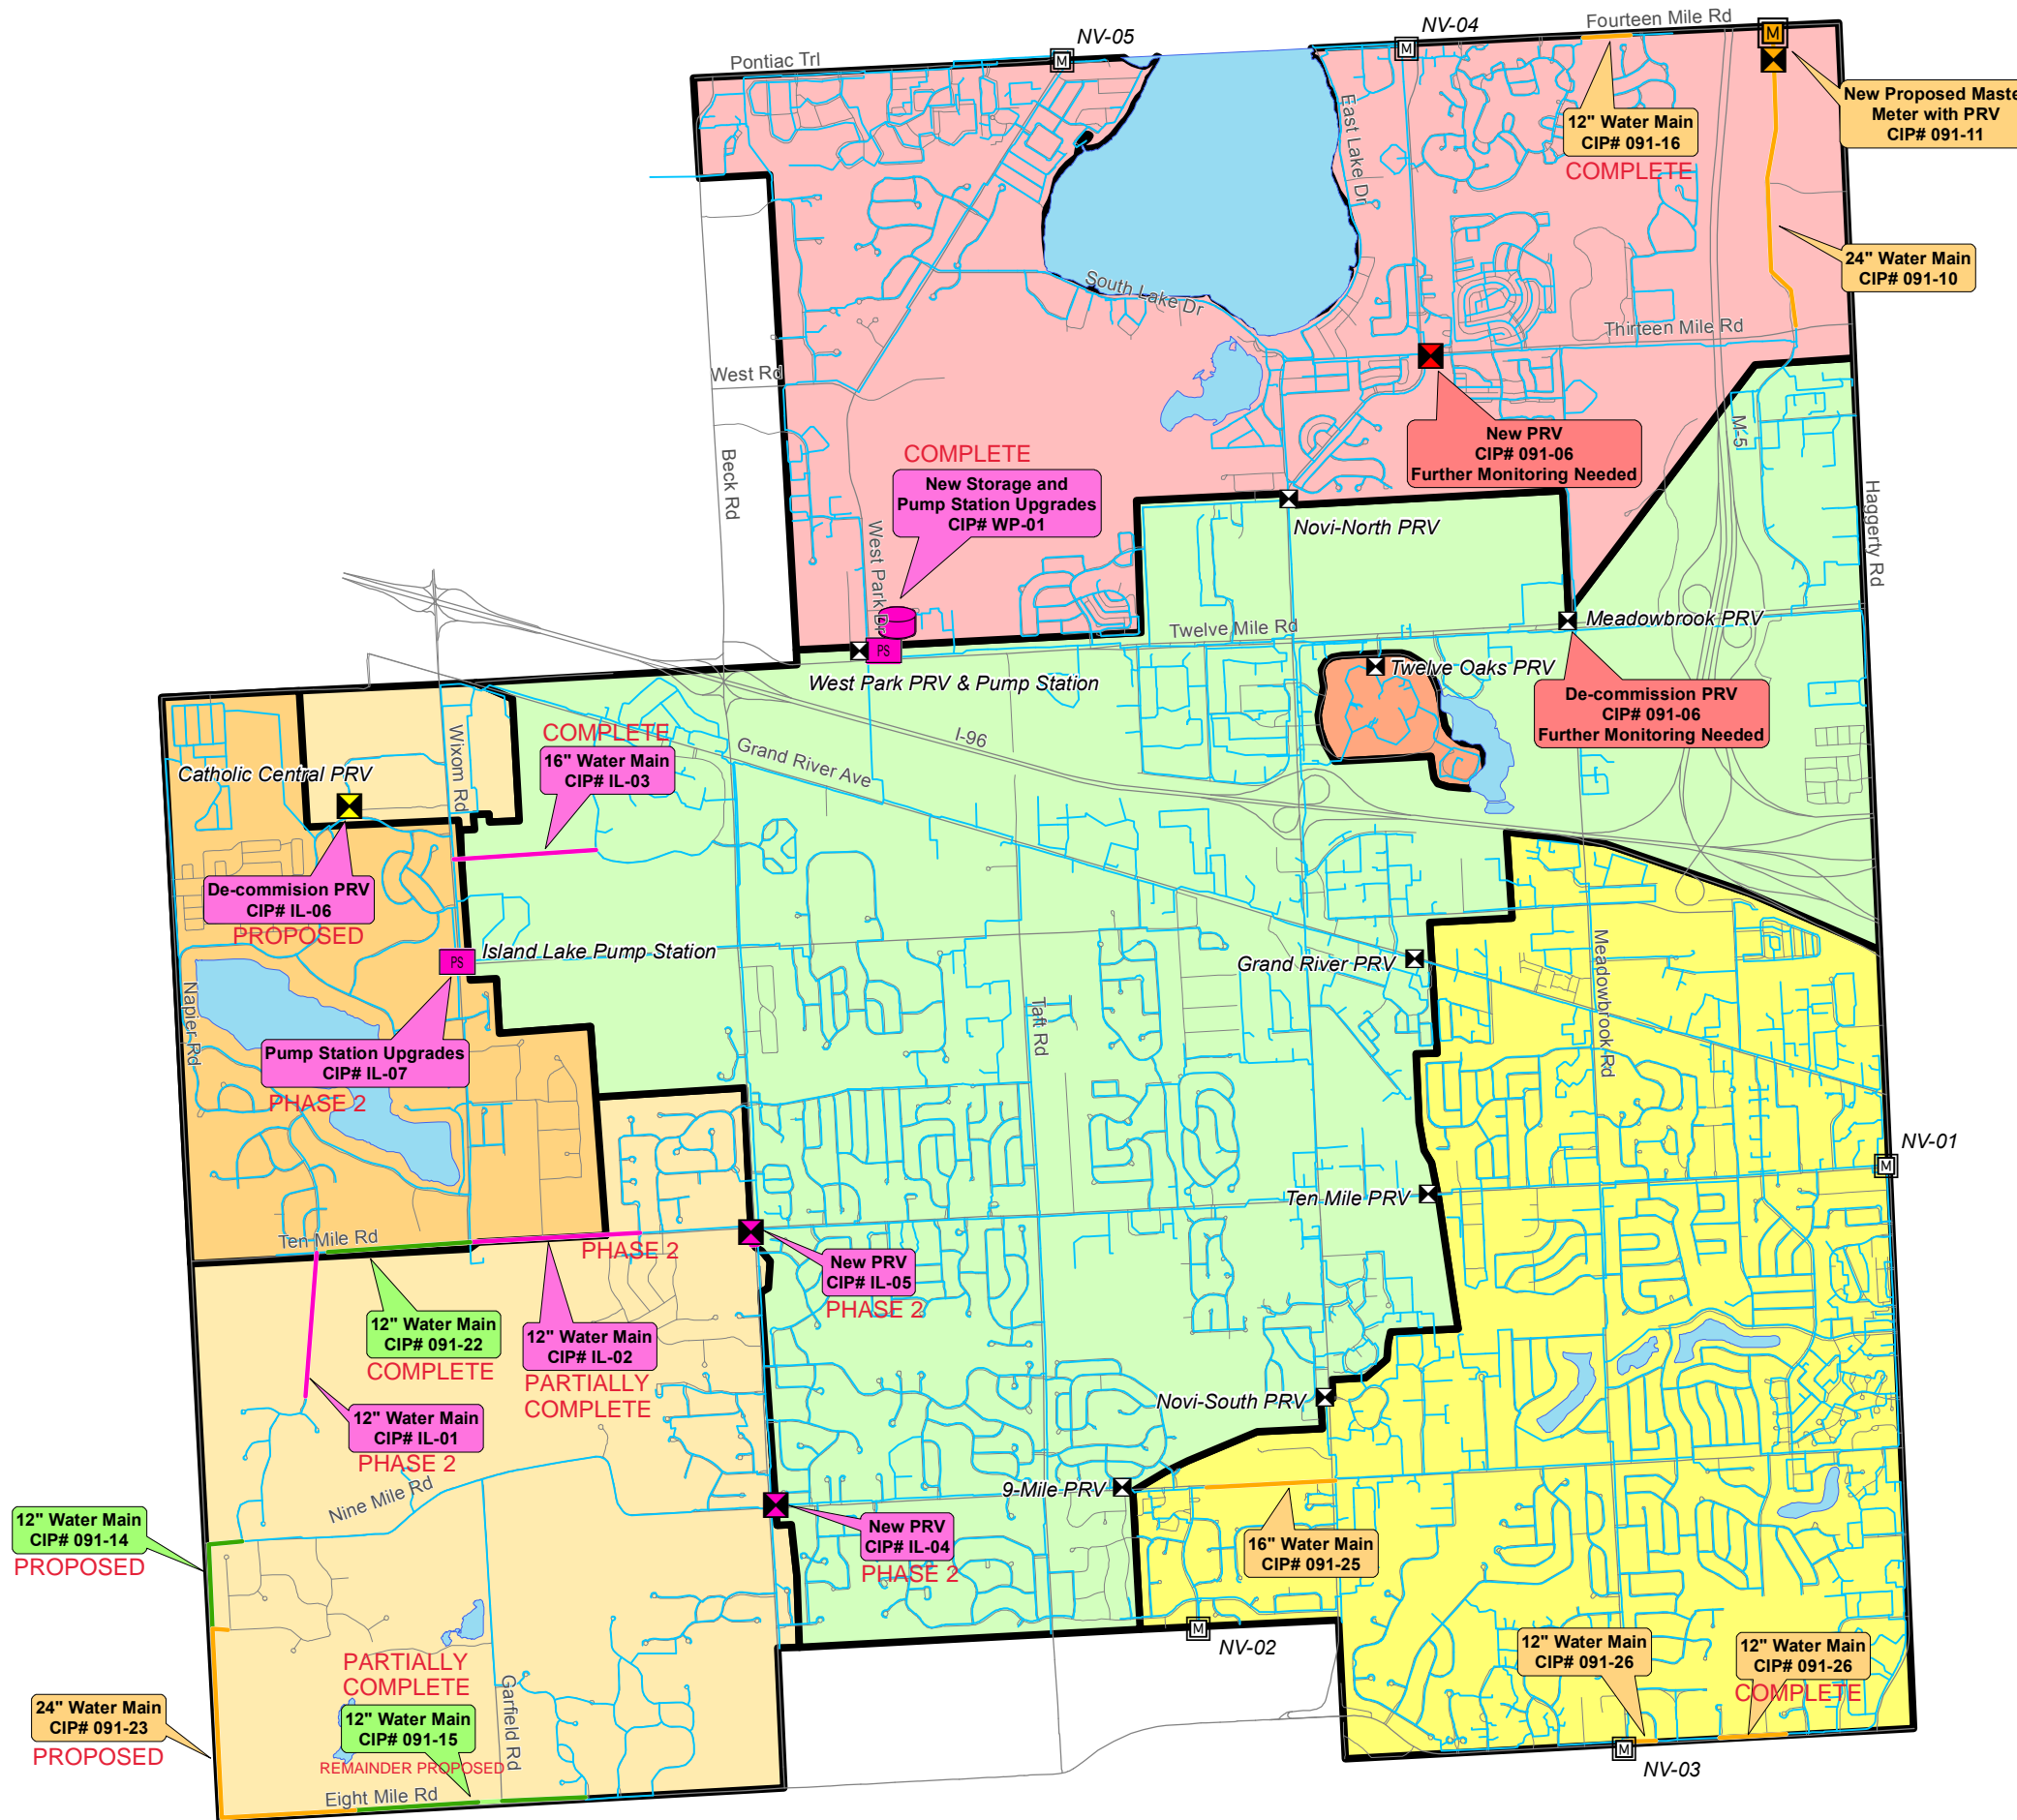 Fourteen Mile Rd
NV-04
NV-05
M
M
M
Pontiac Trl
New Proposed Maste
Meter with PRV
CIP# 091-11
12" Water Main
CIP# 091-16
COMPLETE
East Lake Dr
24" Water Main
CIP# 091-10
South Lake Dr
Thirteen Mile Rd
West Rd
New PRV
CIP# 091-06
Further Monitoring Needed
M-5
COMPLETE
New Storage and
Pump Station Upgrades
CIP# WP-01
Beck Rd
West Park Dr
Haggerty Rd
Novi-North PRV
Meadowbrook PRV
Twelve Mile Rd
PS
Twelve Oaks PRV
West Park PRV & Pump Station
De-commission PRV
CIP# 091-06
Further Monitoring Needed
Wixom Rd
COMPLETE
16" Water Main
CIP# IL-03
Grand River Ave
I-96
Catholic Central PRV
De-commision PRV
CIP# IL-06
PROPOSED
PS
Island Lake Pump Station
Grand River PRV
Meadowbrook Rd
Napier Rd
Taft Rd
Pump Station Upgrades
CIP# IL-07
PHASE 2
NV-01
M
Ten Mile PRV
Ten Mile Rd
PHASE 2
New PRV
CIP# IL-05
PHASE 2
12" Water Main
CIP# 091-22
COMPLETE
12" Water Main
CIP# IL-02
PARTIALLY
COMPLETE
Novi-South PRV
12" Water Main
CIP# IL-01
PHASE 2
Nine Mile Rd
9-Mile PRV
12" Water Main
CIP# 091-14
PROPOSED
New PRV
CIP# IL-04
PHASE 2
16" Water Main
CIP# 091-25
M
NV-02
12" Water Main
CIP# 091-26
12" Water Main
CIP# 091-26
COMPLETE
PARTIALLY
COMPLETE
Garfield Rd
24" Water Main
CIP# 091-23
PROPOSED
12" Water Main
CIP# 091-15
REMAINDER PROPOSED
M
NV-03
Eight Mile Rd